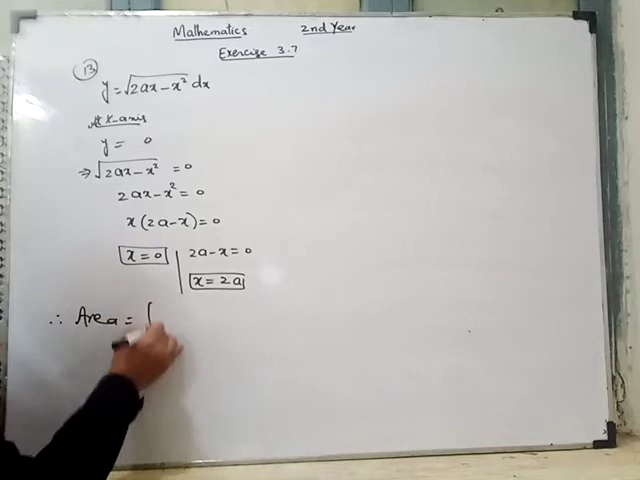 Mathematics 2nd Year
Exercise 3.7
13 y = √(2ax − x²) dx
At x-axis
y = 0
⇒ √(2ax − x²) = 0
2ax − x² = 0
x(2a − x) = 0
x = 0 | 2a − x = 0
x = 2a
∴ Area = ∫